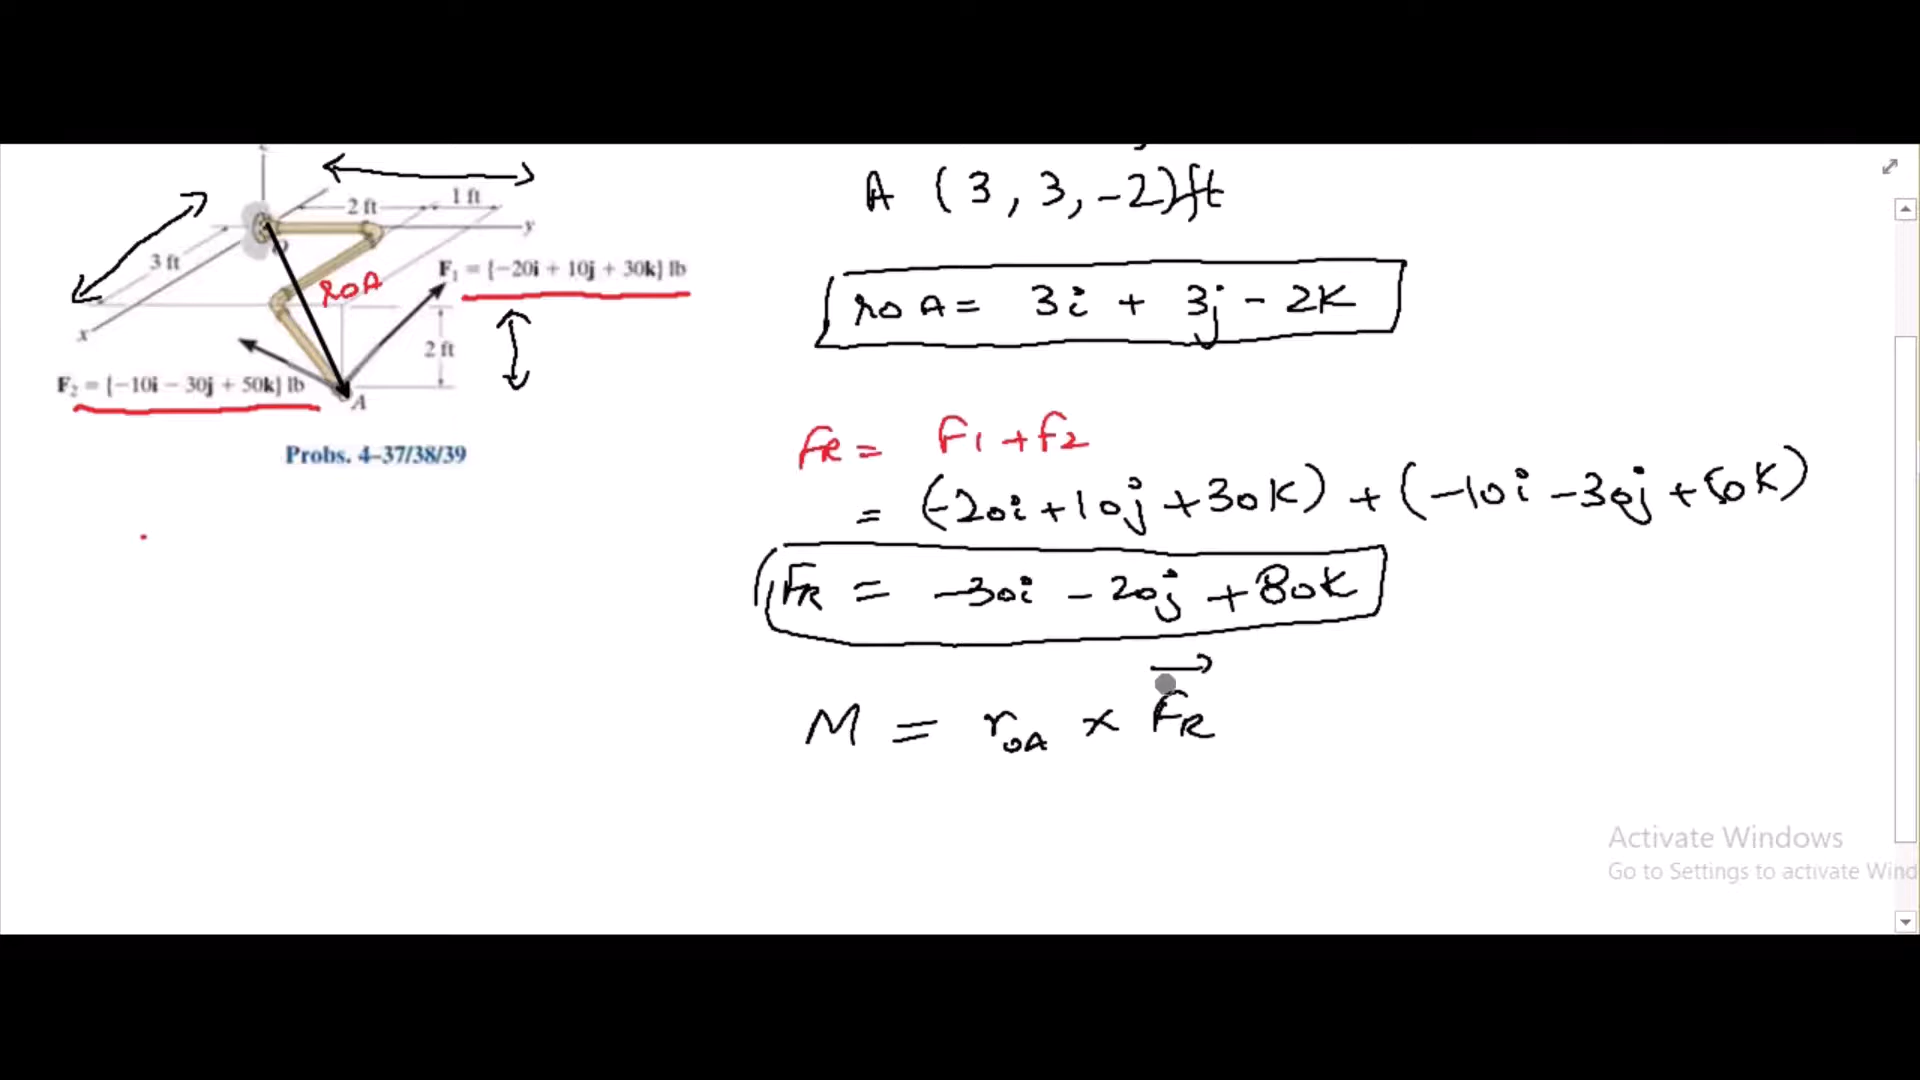 2 ft
1 ft
y
3 ft
rOA
F₁ = {−20i + 10j + 30k} lb
x
2 ft
F₂ = {−10i − 30j + 50k} lb
A
Probs. 4–37/38/39
A (3, 3, -2)ft
roA = 3i + 3j - 2K
FR = F1 + F2
= (-20i + 10j + 30K) + (-10i - 30j + 50K)
FR = -30i - 20j + 80K
M = rOA × FR
Activate Windows
Go to Settings to activate Wind